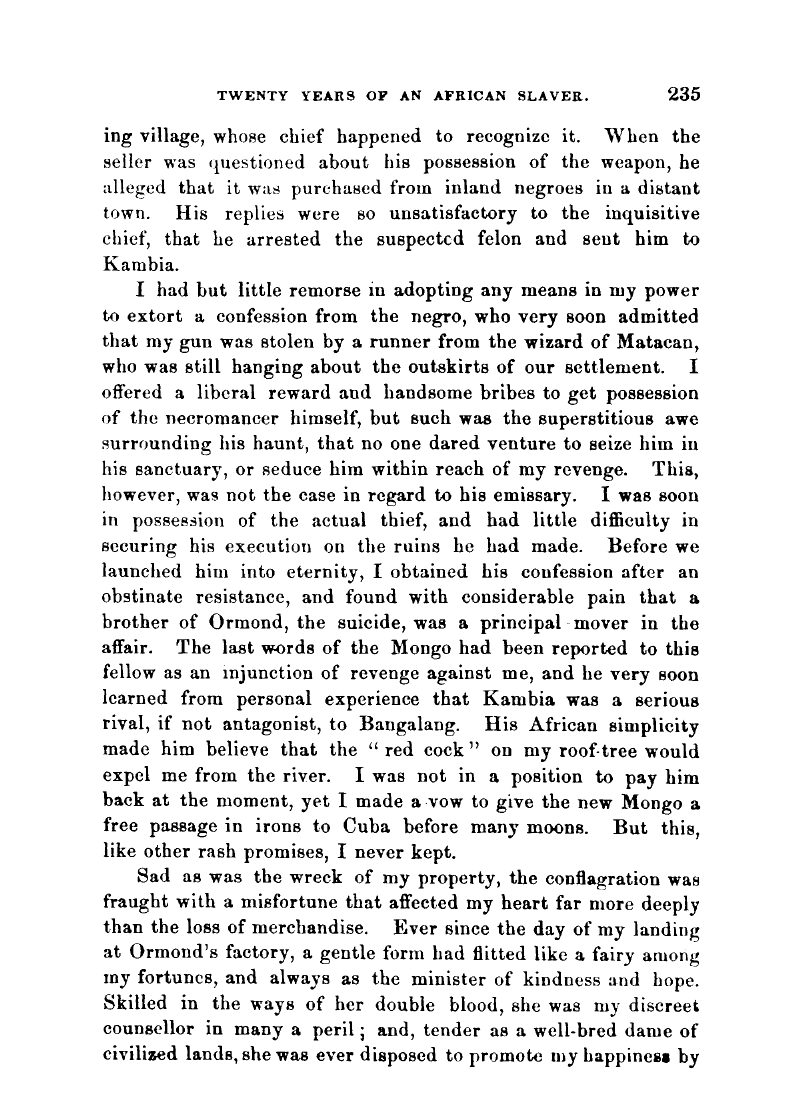 TWENTY YEARS OF AN AFRICAN SLAVER. 235
ing village, whose chief happened to recognize it. When the
seller was questioned about his possession of the weapon, he
alleged that it was purchased from inland negroes in a distant
town. His replies were so unsatisfactory to the inquisitive
chief, that he arrested the suspected felon and sent him to
Kambia.
I had but little remorse in adopting any means in my power
to extort a confession from the negro, who very soon admitted
that my gun was stolen by a runner from the wizard of Matacan,
who was still hanging about the outskirts of our settlement. I
offered a liberal reward and handsome bribes to get possession
of the necromancer himself, but such was the superstitious awe
surrounding his haunt, that no one dared venture to seize him in
his sanctuary, or seduce him within reach of my revenge. This,
however, was not the case in regard to his emissary. I was soon
in possession of the actual thief, and had little difficulty in
securing his execution on the ruins he had made. Before we
launched him into eternity, I obtained his confession after an
obstinate resistance, and found with considerable pain that a
brother of Ormond, the suicide, was a principal mover in the
affair. The last words of the Mongo had been reported to this
fellow as an injunction of revenge against me, and he very soon
learned from personal experience that Kambia was a serious
rival, if not antagonist, to Bangalang. His African simplicity
made him believe that the "red cock" on my roof-tree would
expel me from the river. I was not in a position to pay him
back at the moment, yet I made a vow to give the new Mongo a
free passage in irons to Cuba before many moons. But this,
like other rash promises, I never kept.
Sad as was the wreck of my property, the conflagration was
fraught with a misfortune that affected my heart far more deeply
than the loss of merchandise. Ever since the day of my landing
at Ormond's factory, a gentle form had flitted like a fairy among
my fortunes, and always as the minister of kindness and hope.
Skilled in the ways of her double blood, she was my discreet
counsellor in many a peril; and, tender as a well-bred dame of
civilized lands, she was ever disposed to promote my happiness by